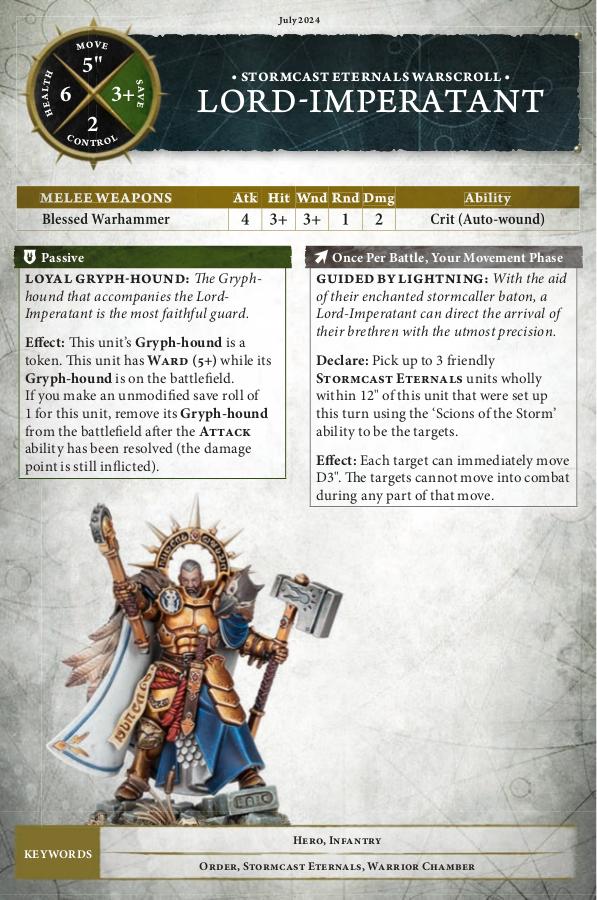 July 2024
MOVE
5"
HEALTH
6
3+
SAVE
2
CONTROL
• STORMCAST ETERNALS WARSCROLL •
LORD-IMPERATANT
MELEE WEAPONS Atk Hit Wnd Rnd Dmg Ability
Blessed Warhammer 4 3+ 3+ 1 2 Crit (Auto-wound)
Passive
LOYAL GRYPH-HOUND: The Gryph-
hound that accompanies the Lord-
Imperatant is the most faithful guard.
Effect: This unit's Gryph-hound is a
token. This unit has WARD (5+) while its
Gryph-hound is on the battlefield.
If you make an unmodified save roll of
1 for this unit, remove its Gryph-hound
from the battlefield after the ATTACK
ability has been resolved (the damage
point is still inflicted).
Once Per Battle, Your Movement Phase
GUIDED BY LIGHTNING: With the aid
of their enchanted stormcaller baton, a
Lord-Imperatant can direct the arrival of
their brethren with the utmost precision.
Declare: Pick up to 3 friendly
STORMCAST ETERNALS units wholly
within 12" of this unit that were set up
this turn using the 'Scions of the Storm'
ability to be the targets.
Effect: Each target can immediately move
D3". The targets cannot move into combat
during any part of that move.
KEYWORDS
HERO, INFANTRY
ORDER, STORMCAST ETERNALS, WARRIOR CHAMBER